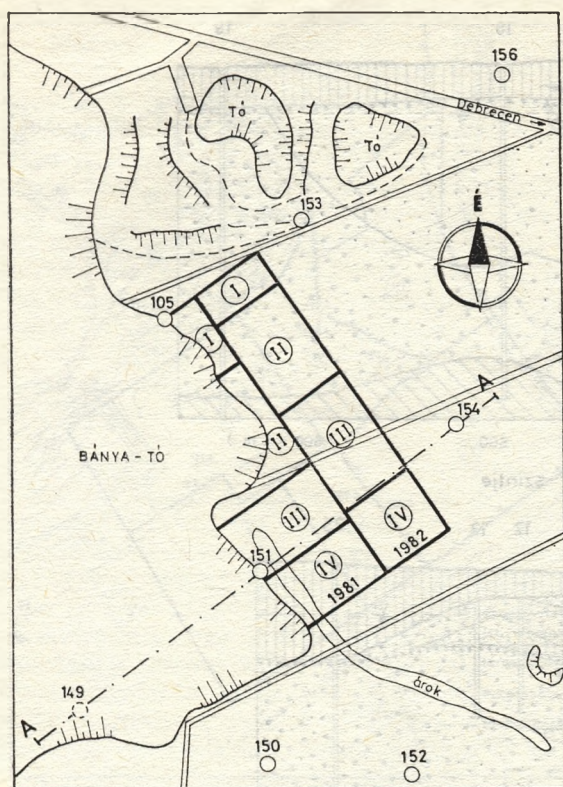 156
Debrecen
Tó
Tó
153
É
I
105
I
II
A
154
II
III
BÁNYA-TÓ
III
IV
1982
151
IV
1981
149
A
árok
150
152